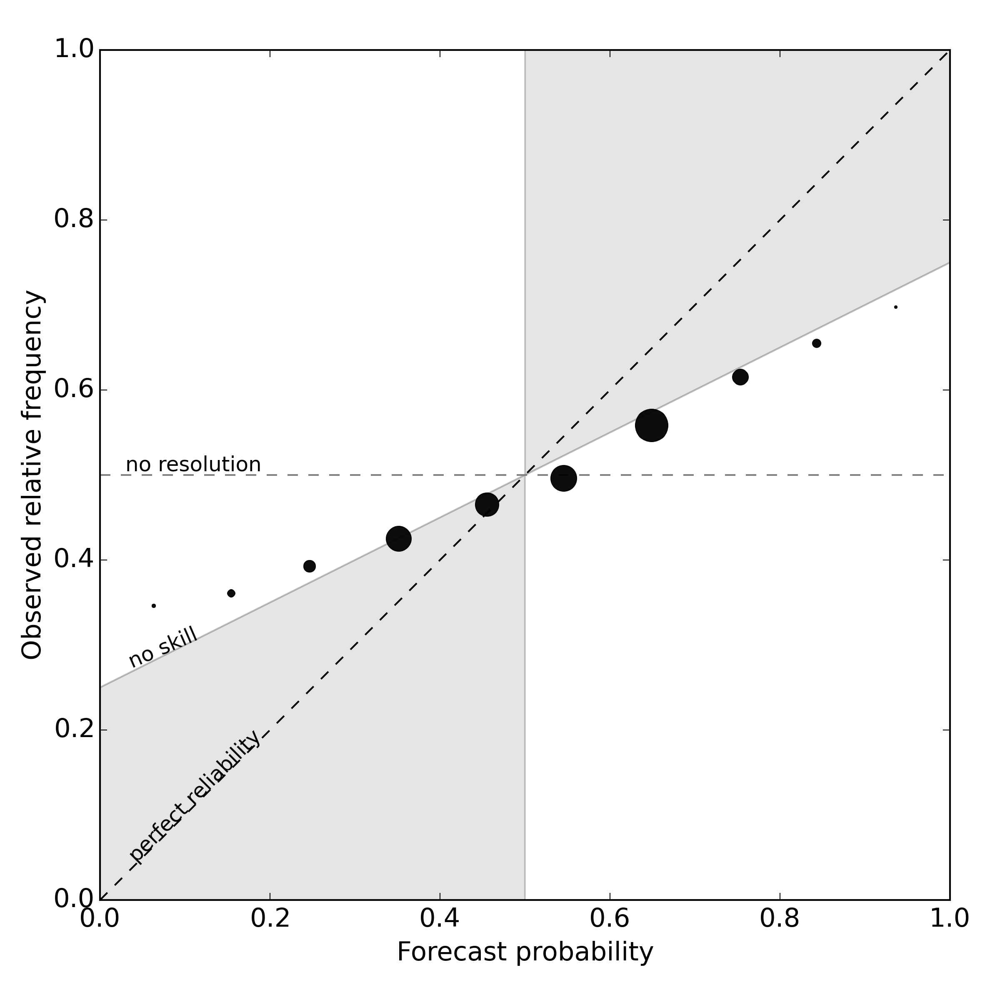 1.0
0.8
0.6
0.4
0.2
0.0
Observed relative frequency
no resolution
no skill
perfect reliability
0.0 0.2 0.4 0.6 0.8 1.0
Forecast probability